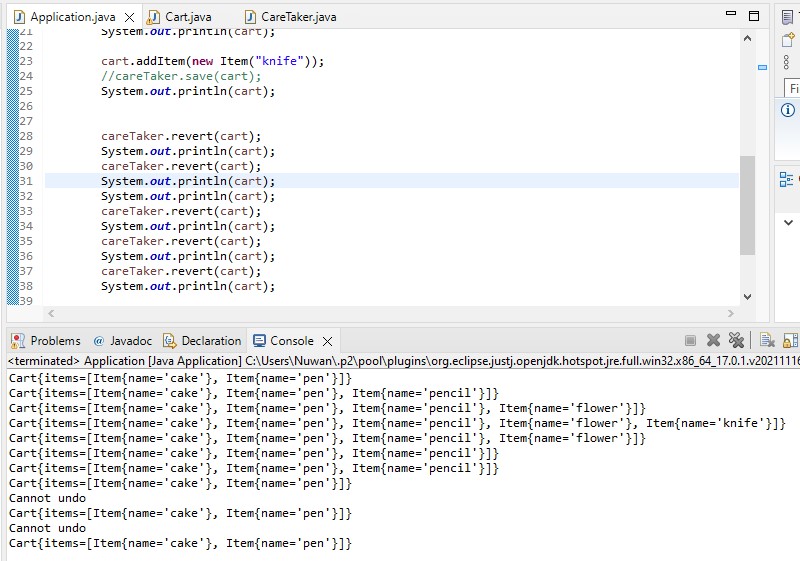 Application.java
Cart.java
CareTaker.java
21 System.out.println(cart);
22
23 cart.addItem(new Item("knife"));
24 //careTaker.save(cart);
25 System.out.println(cart);
26
27
28 careTaker.revert(cart);
29 System.out.println(cart);
30 careTaker.revert(cart);
31 System.out.println(cart);
32 System.out.println(cart);
33 careTaker.revert(cart);
34 System.out.println(cart);
35 careTaker.revert(cart);
36 System.out.println(cart);
37 careTaker.revert(cart);
38 System.out.println(cart);
39
Fi
Problems @ Javadoc Declaration Console
<terminated> Application [Java Application] C:\Users\Nuwan\.p2\pool\plugins\org.eclipse.justj.openjdk.hotspot.jre.full.win32.x86_64_17.0.1.v20211116
Cart{items=[Item{name='cake'}, Item{name='pen'}]}
Cart{items=[Item{name='cake'}, Item{name='pen'}, Item{name='pencil'}]}
Cart{items=[Item{name='cake'}, Item{name='pen'}, Item{name='pencil'}, Item{name='flower'}]}
Cart{items=[Item{name='cake'}, Item{name='pen'}, Item{name='pencil'}, Item{name='flower'}, Item{name='knife'}]}
Cart{items=[Item{name='cake'}, Item{name='pen'}, Item{name='pencil'}, Item{name='flower'}]}
Cart{items=[Item{name='cake'}, Item{name='pen'}, Item{name='pencil'}]}
Cart{items=[Item{name='cake'}, Item{name='pen'}, Item{name='pencil'}]}
Cart{items=[Item{name='cake'}, Item{name='pen'}]}
Cannot undo
Cart{items=[Item{name='cake'}, Item{name='pen'}]}
Cannot undo
Cart{items=[Item{name='cake'}, Item{name='pen'}]}